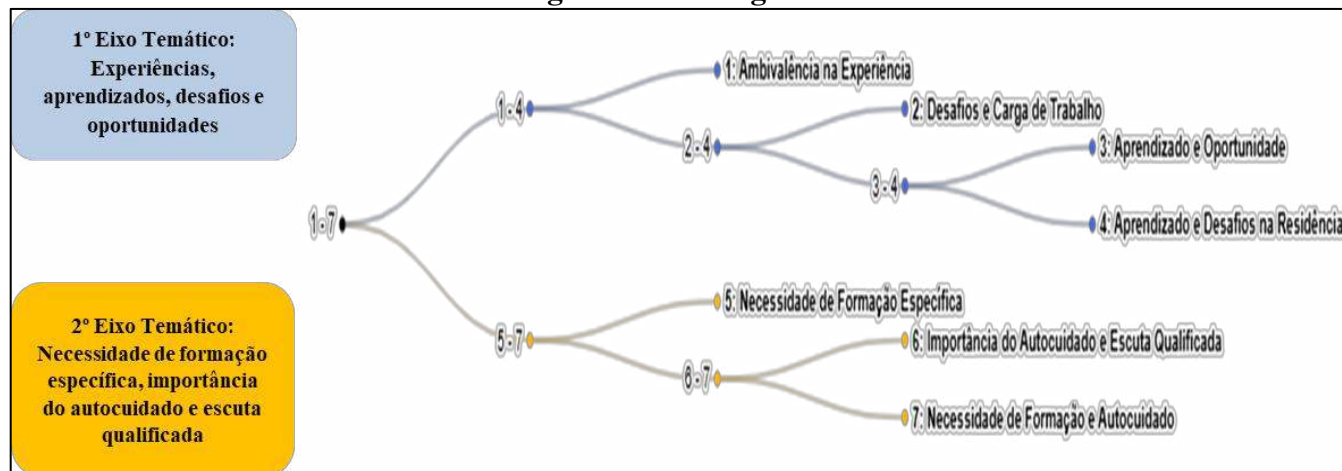 1º Eixo Temático:
Experiências,
aprendizados, desafios e
oportunidades
2º Eixo Temático:
Necessidade de formação
específica, importância
do autocuidado e escuta
qualificada
1 - 7
1 - 4
1: Ambivalência na Experiência
2 - 4
2: Desafios e Carga de Trabalho
3 - 4
3: Aprendizado e Oportunidade
4: Aprendizado e Desafios na Residência
5 - 7
5: Necessidade de Formação Específica
6 - 7
6: Importância do Autocuidado e Escuta Qualificada
7: Necessidade de Formação e Autocuidado